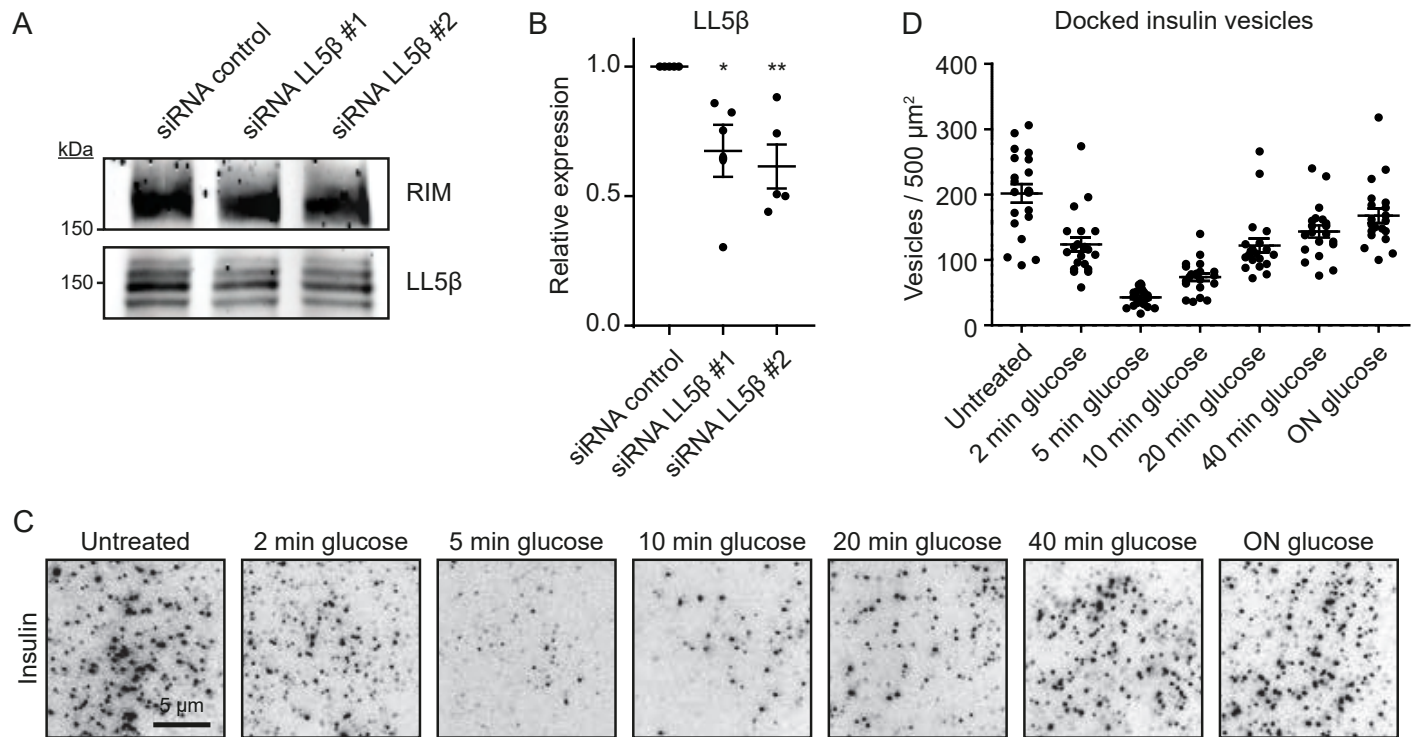 A
siRNA control
siRNA LL5β #1
siRNA LL5β #2
kDa
RIM
150
150
LL5β
B
LL5β
Relative expression
1.0
* **
0.5
0.0
siRNA control
siRNA LL5β #1
siRNA LL5β #2
D
Docked insulin vesicles
Vesicles / 500 µm²
400
300
200
100
0
Untreated
2 min glucose
5 min glucose
10 min glucose
20 min glucose
40 min glucose
ON glucose
C
Untreated 2 min glucose 5 min glucose 10 min glucose 20 min glucose 40 min glucose ON glucose
Insulin
5 µm